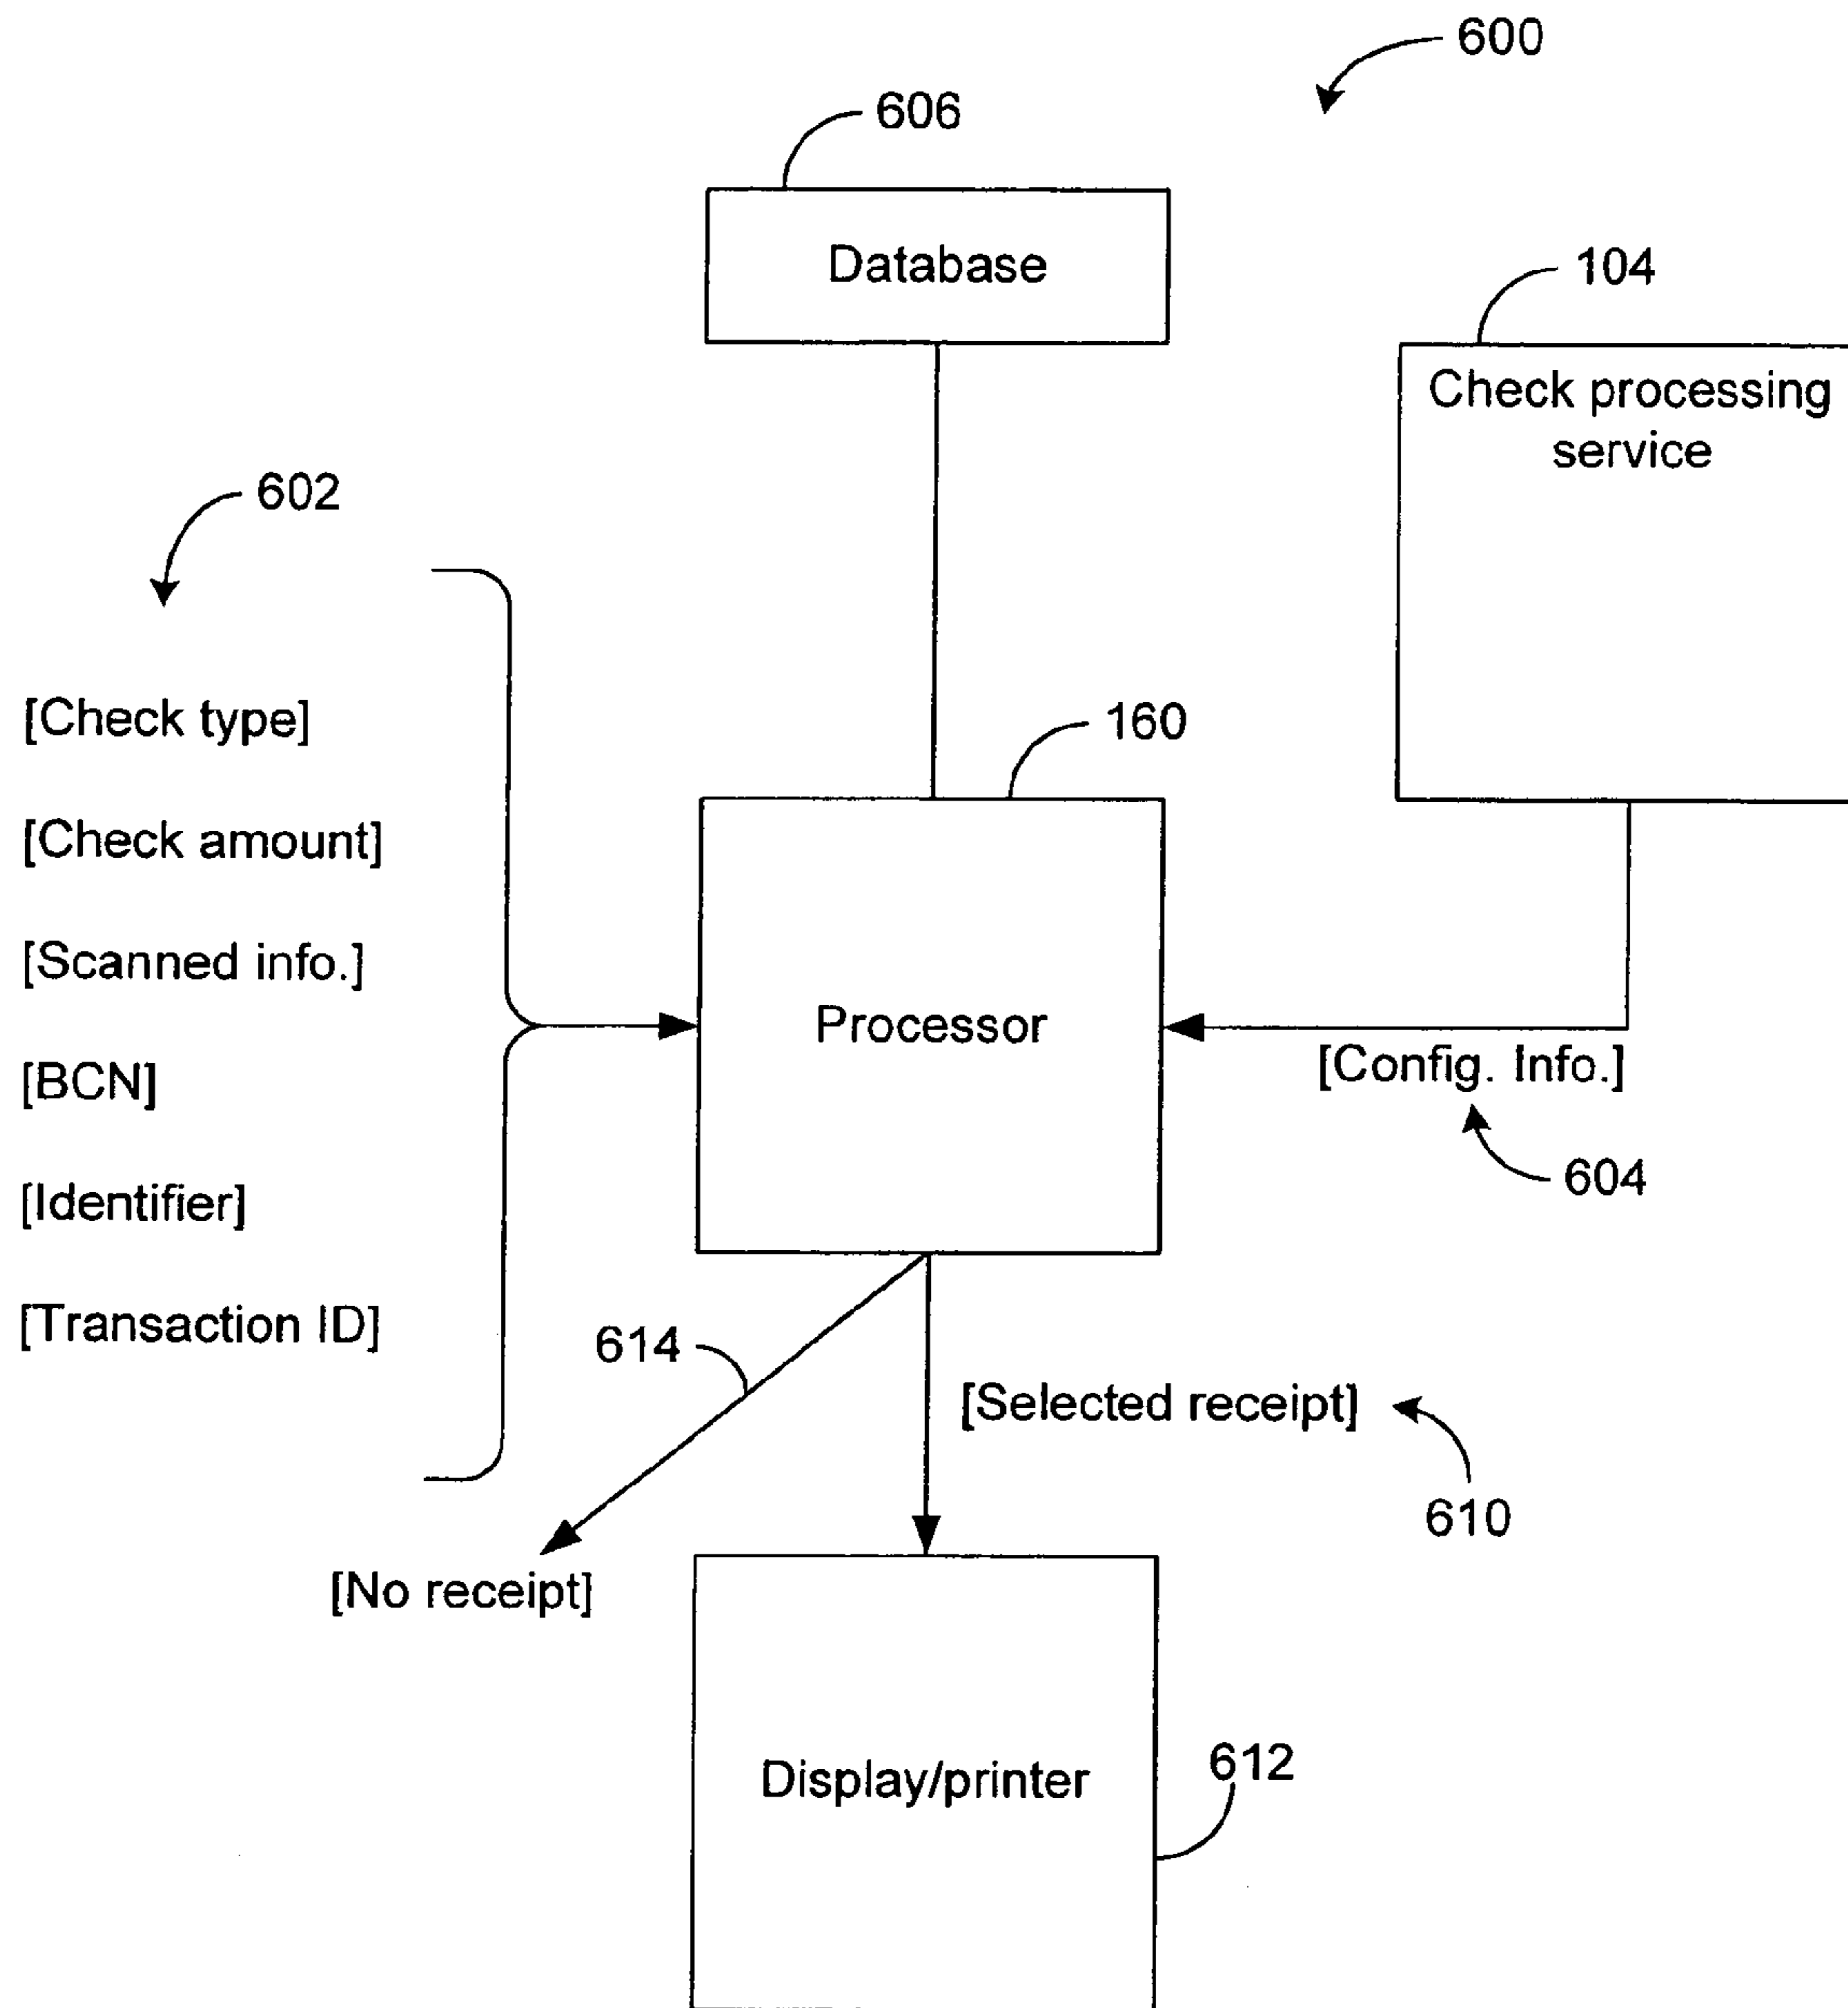 600
606
Database
104
Check processing
service
602
[Check type]
160
[Check amount]
[Scanned info.]
Processor
[Config. Info.]
[BCN]
604
[Identifier]
[Transaction ID]
614
[Selected receipt]
610
[No receipt]
Display/printer
612